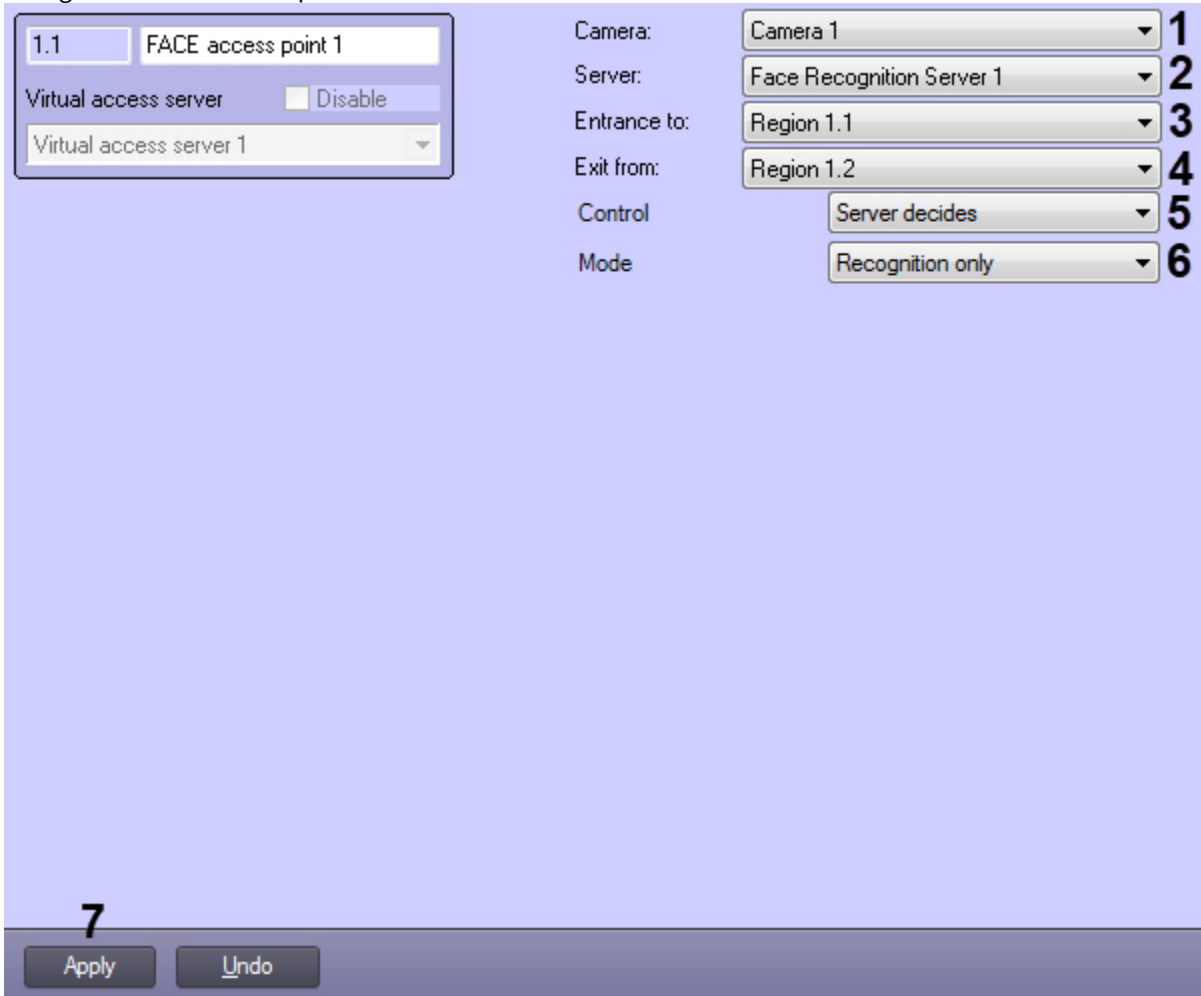 1.1 FACE access point 1
Virtual access server Disable
Virtual access server 1
Camera: Camera 1 1
Server: Face Recognition Server 1 2
Entrance to: Region 1.1 3
Exit from: Region 1.2 4
Control Server decides 5
Mode Recognition only 6
7
Apply Undo